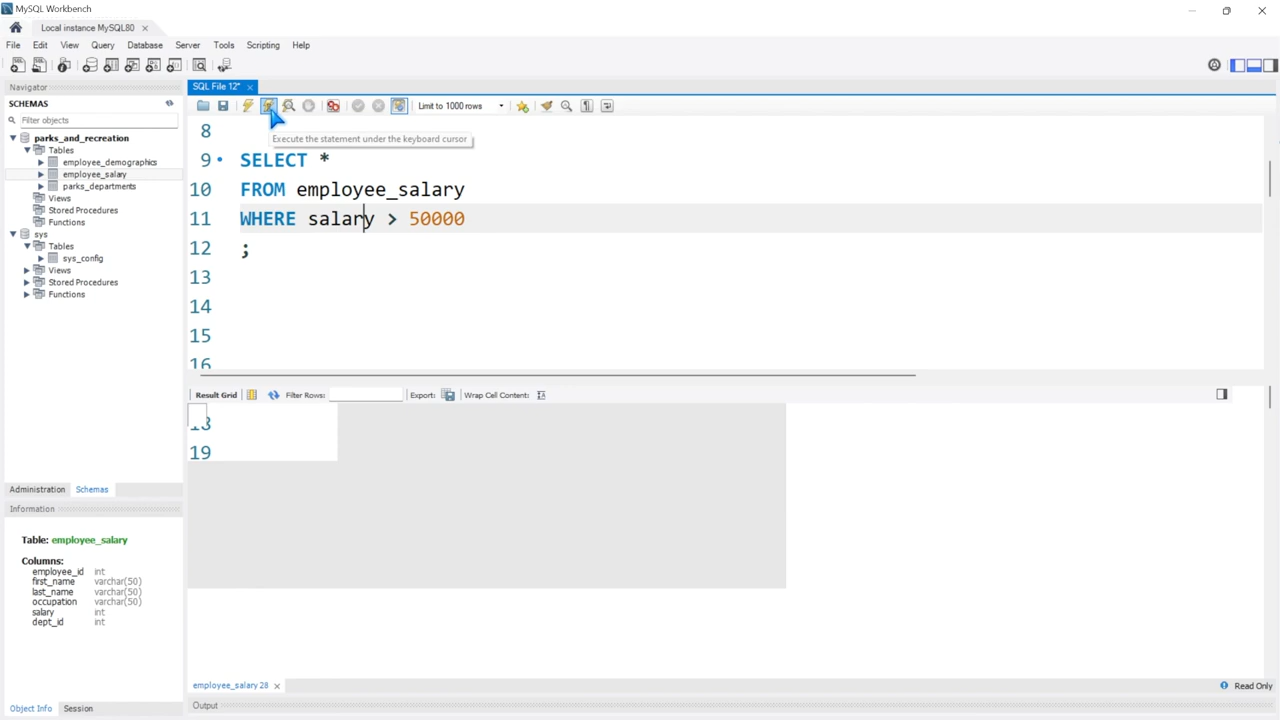 MySQL Workbench
Local instance MySQL80
File Edit View Query Database Server Tools Scripting Help
Navigator
SQL File 12*
SCHEMAS
Limit to 1000 rows
Filter objects
Execute the statement under the keyboard cursor
parks_and_recreation
Tables
employee_demographics
employee_salary
parks_departments
Views
Stored Procedures
Functions
sys
Tables
sys_config
Views
Stored Procedures
Functions
8
9 SELECT *
10 FROM employee_salary
11 WHERE salary > 50000
12 ;
13
14
15
16
Result Grid Filter Rows: Export: Wrap Cell Content:
18
19
Administration Schemas
Information
Table: employee_salary
Columns:
employee_id int
first_name varchar(50)
last_name varchar(50)
occupation varchar(50)
salary int
dept_id int
employee_salary 28
Read Only
Object Info Session
Output